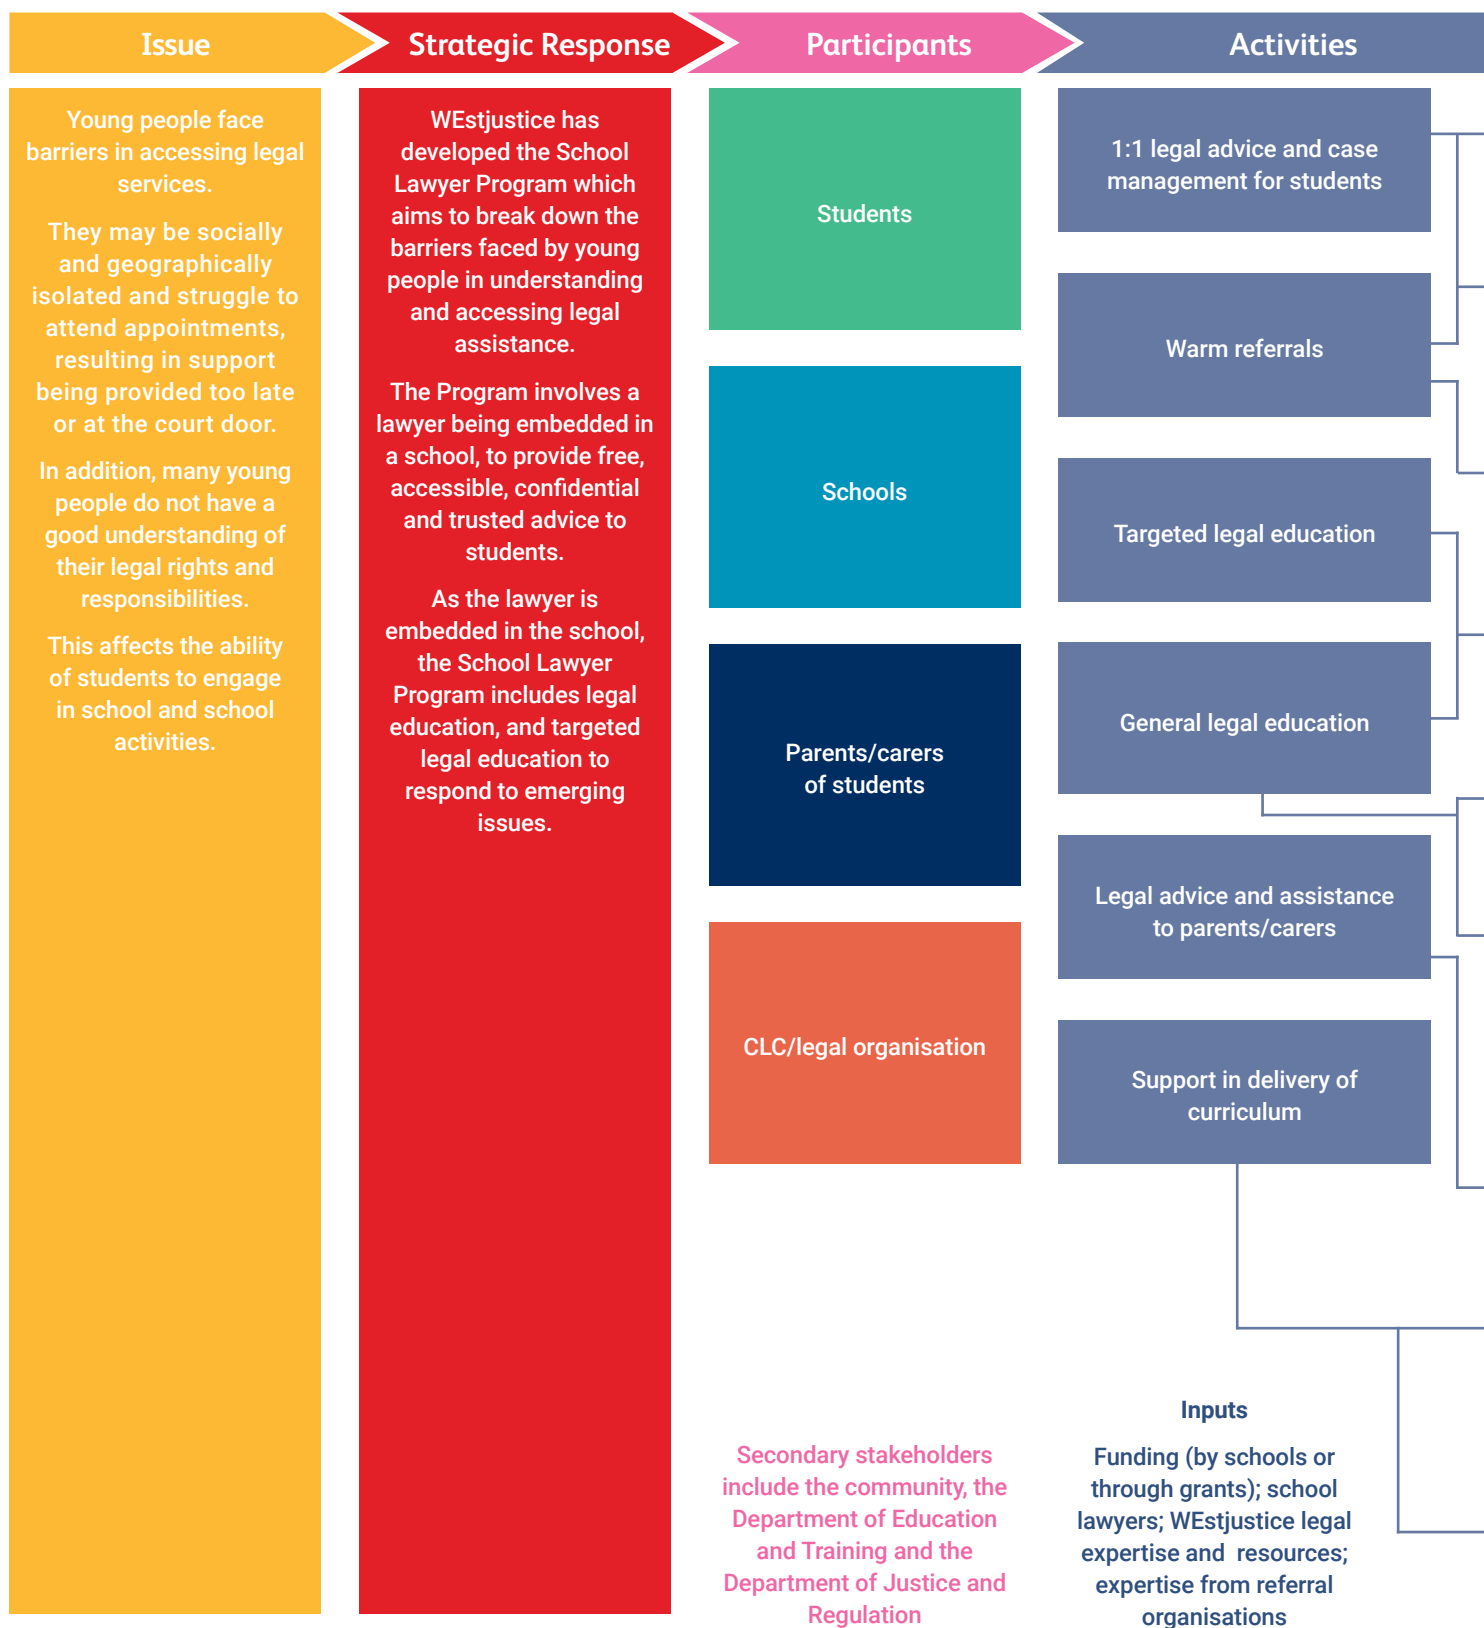 Issue
Strategic Response
Participants
Activities
Young people face
barriers in accessing legal
services.
They may be socially
and geographically
isolated and struggle to
attend appointments,
resulting in support
being provided too late
or at the court door.
In addition, many young
people do not have a
good understanding of
their legal rights and
responsibilities.
This affects the ability
of students to engage
in school and school
activities.
WEstjustice has
developed the School
Lawyer Program which
aims to break down the
barriers faced by young
people in understanding
and accessing legal
assistance.
The Program involves a
lawyer being embedded in
a school, to provide free,
accessible, confidential
and trusted advice to
students.
As the lawyer is
embedded in the school,
the School Lawyer
Program includes legal
education, and targeted
legal education to
respond to emerging
issues.
Students
Schools
Parents/carers
of students
CLC/legal organisation
Secondary stakeholders
include the community, the
Department of Education
and Training and the
Department of Justice and
Regulation
1:1 legal advice and case
management for students
Warm referrals
Targeted legal education
General legal education
Legal advice and assistance
to parents/carers
Support in delivery of
curriculum
Inputs
Funding (by schools or
through grants); school
lawyers; WEstjustice legal
expertise and resources;
expertise from referral
organisations